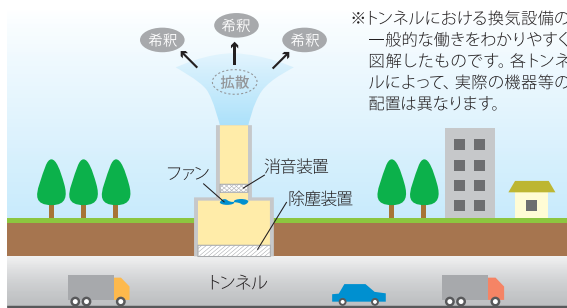 希釈
希釈
希釈
拡散
※トンネルにおける換気設備の
一般的な働きをわかりやすく
図解したものです。各トンネ
ルによって、実際の機器等の
配置は異なります。
ファン
消音装置
除塵装置
トンネル